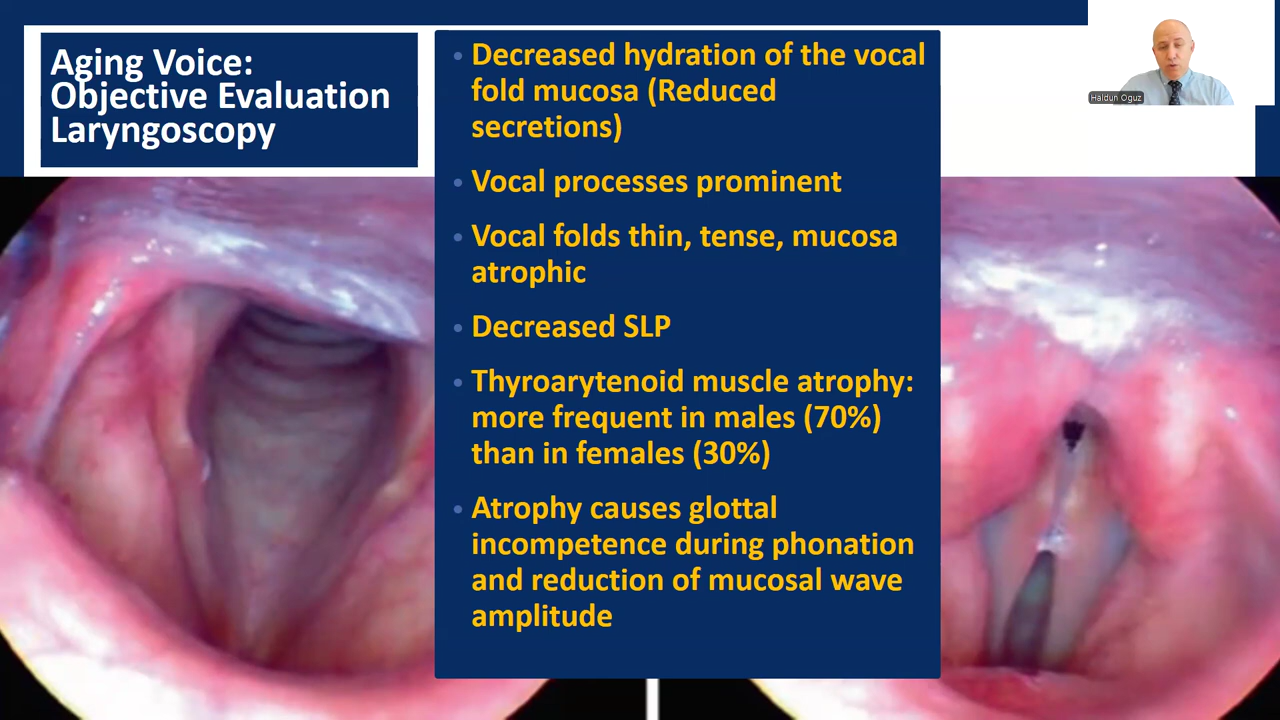 Aging Voice:
Objective Evaluation
Laryngoscopy
• Decreased hydration of the vocal
fold mucosa (Reduced
secretions)
• Vocal processes prominent
• Vocal folds thin, tense, mucosa
atrophic
• Decreased SLP
• Thyroarytenoid muscle atrophy:
more frequent in males (70%)
than in females (30%)
• Atrophy causes glottal
incompetence during phonation
and reduction of mucosal wave
amplitude
Haldun Oguz